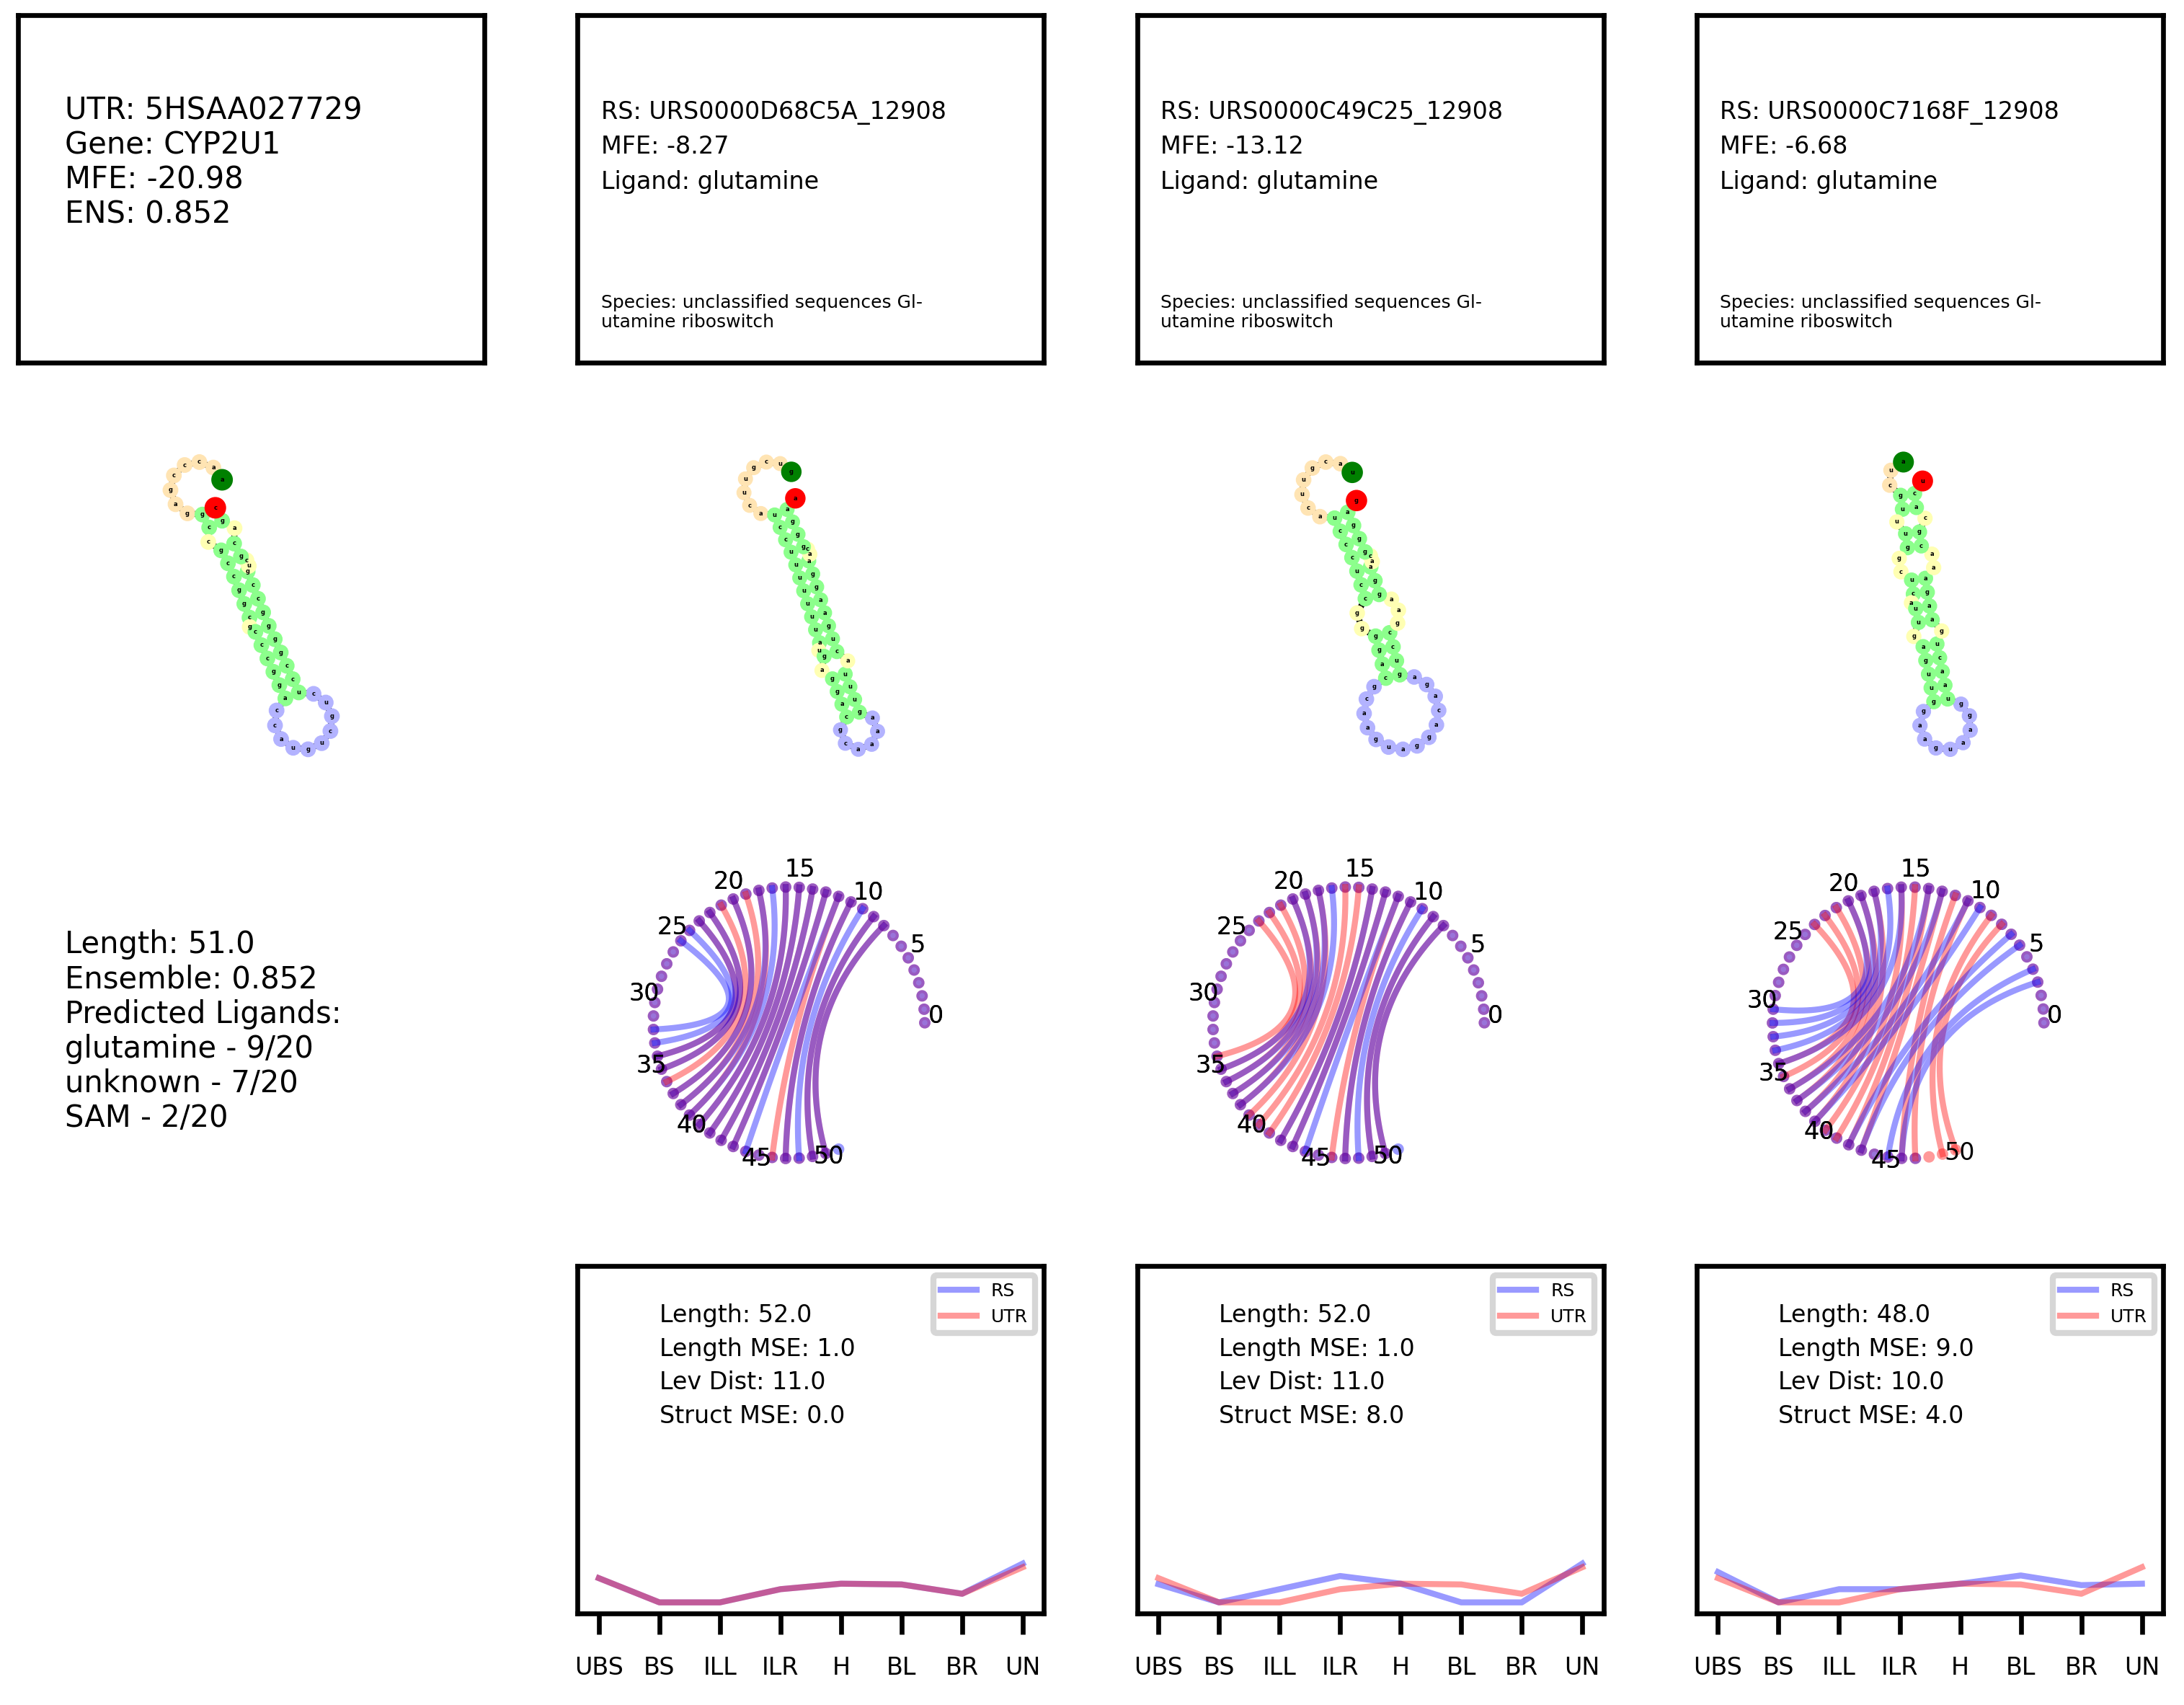 UTR: 5HSAA027729
Gene: CYP2U1
MFE: -20.98
ENS: 0.852
RS: URS0000D68C5A_12908
MFE: -8.27
Ligand: glutamine
Species: unclassified sequences Gl-
utamine riboswitch
RS: URS0000C49C25_12908
MFE: -13.12
Ligand: glutamine
Species: unclassified sequences Gl-
utamine riboswitch
RS: URS0000C7168F_12908
MFE: -6.68
Ligand: glutamine
Species: unclassified sequences Gl-
utamine riboswitch
Length: 51.0
Ensemble: 0.852
Predicted Ligands:
glutamine - 9/20
unknown - 7/20
SAM - 2/20
0
5
10
15
20
25
30
35
40
45
50
0
5
10
15
20
25
30
35
40
45
50
0
5
10
15
20
25
30
35
40
45
50
RS
UTR
Length: 52.0
Length MSE: 1.0
Lev Dist: 11.0
Struct MSE: 0.0
UBS BS ILL ILR H BL BR UN
RS
UTR
Length: 52.0
Length MSE: 1.0
Lev Dist: 11.0
Struct MSE: 8.0
UBS BS ILL ILR H BL BR UN
RS
UTR
Length: 48.0
Length MSE: 9.0
Lev Dist: 10.0
Struct MSE: 4.0
UBS BS ILL ILR H BL BR UN